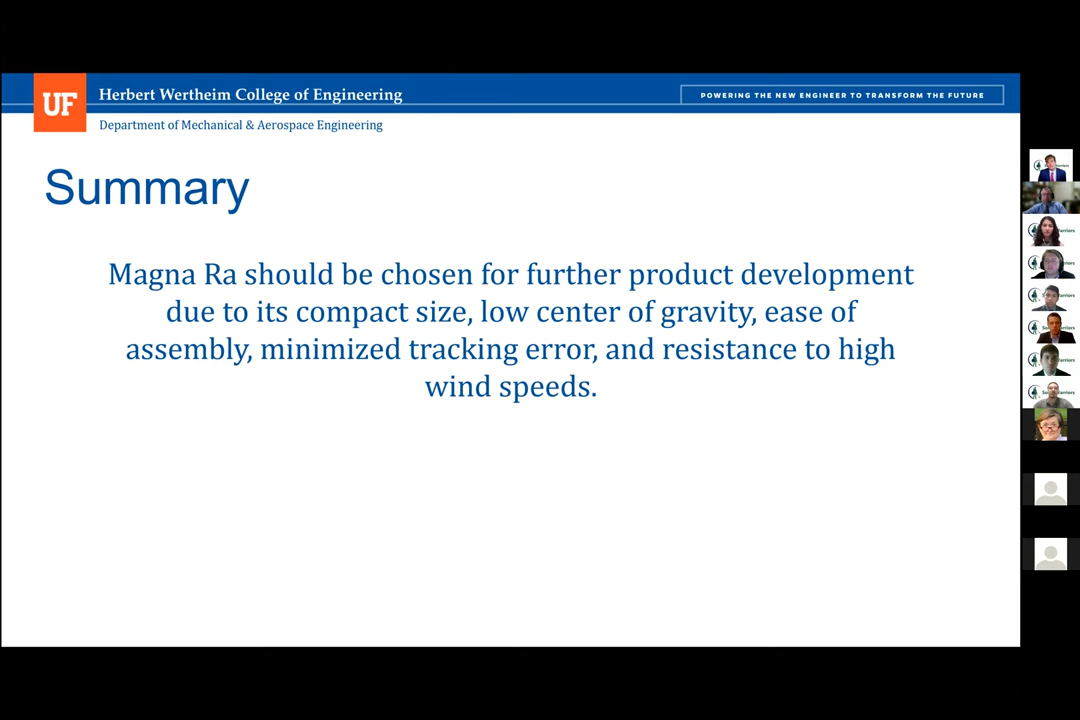 UF
Herbert Wertheim College of Engineering
POWERING THE NEW ENGINEER TO TRANSFORM THE FUTURE
Department of Mechanical & Aerospace Engineering
Summary
Magna Ra should be chosen for further product development
due to its compact size, low center of gravity, ease of
assembly, minimized tracking error, and resistance to high
wind speeds.